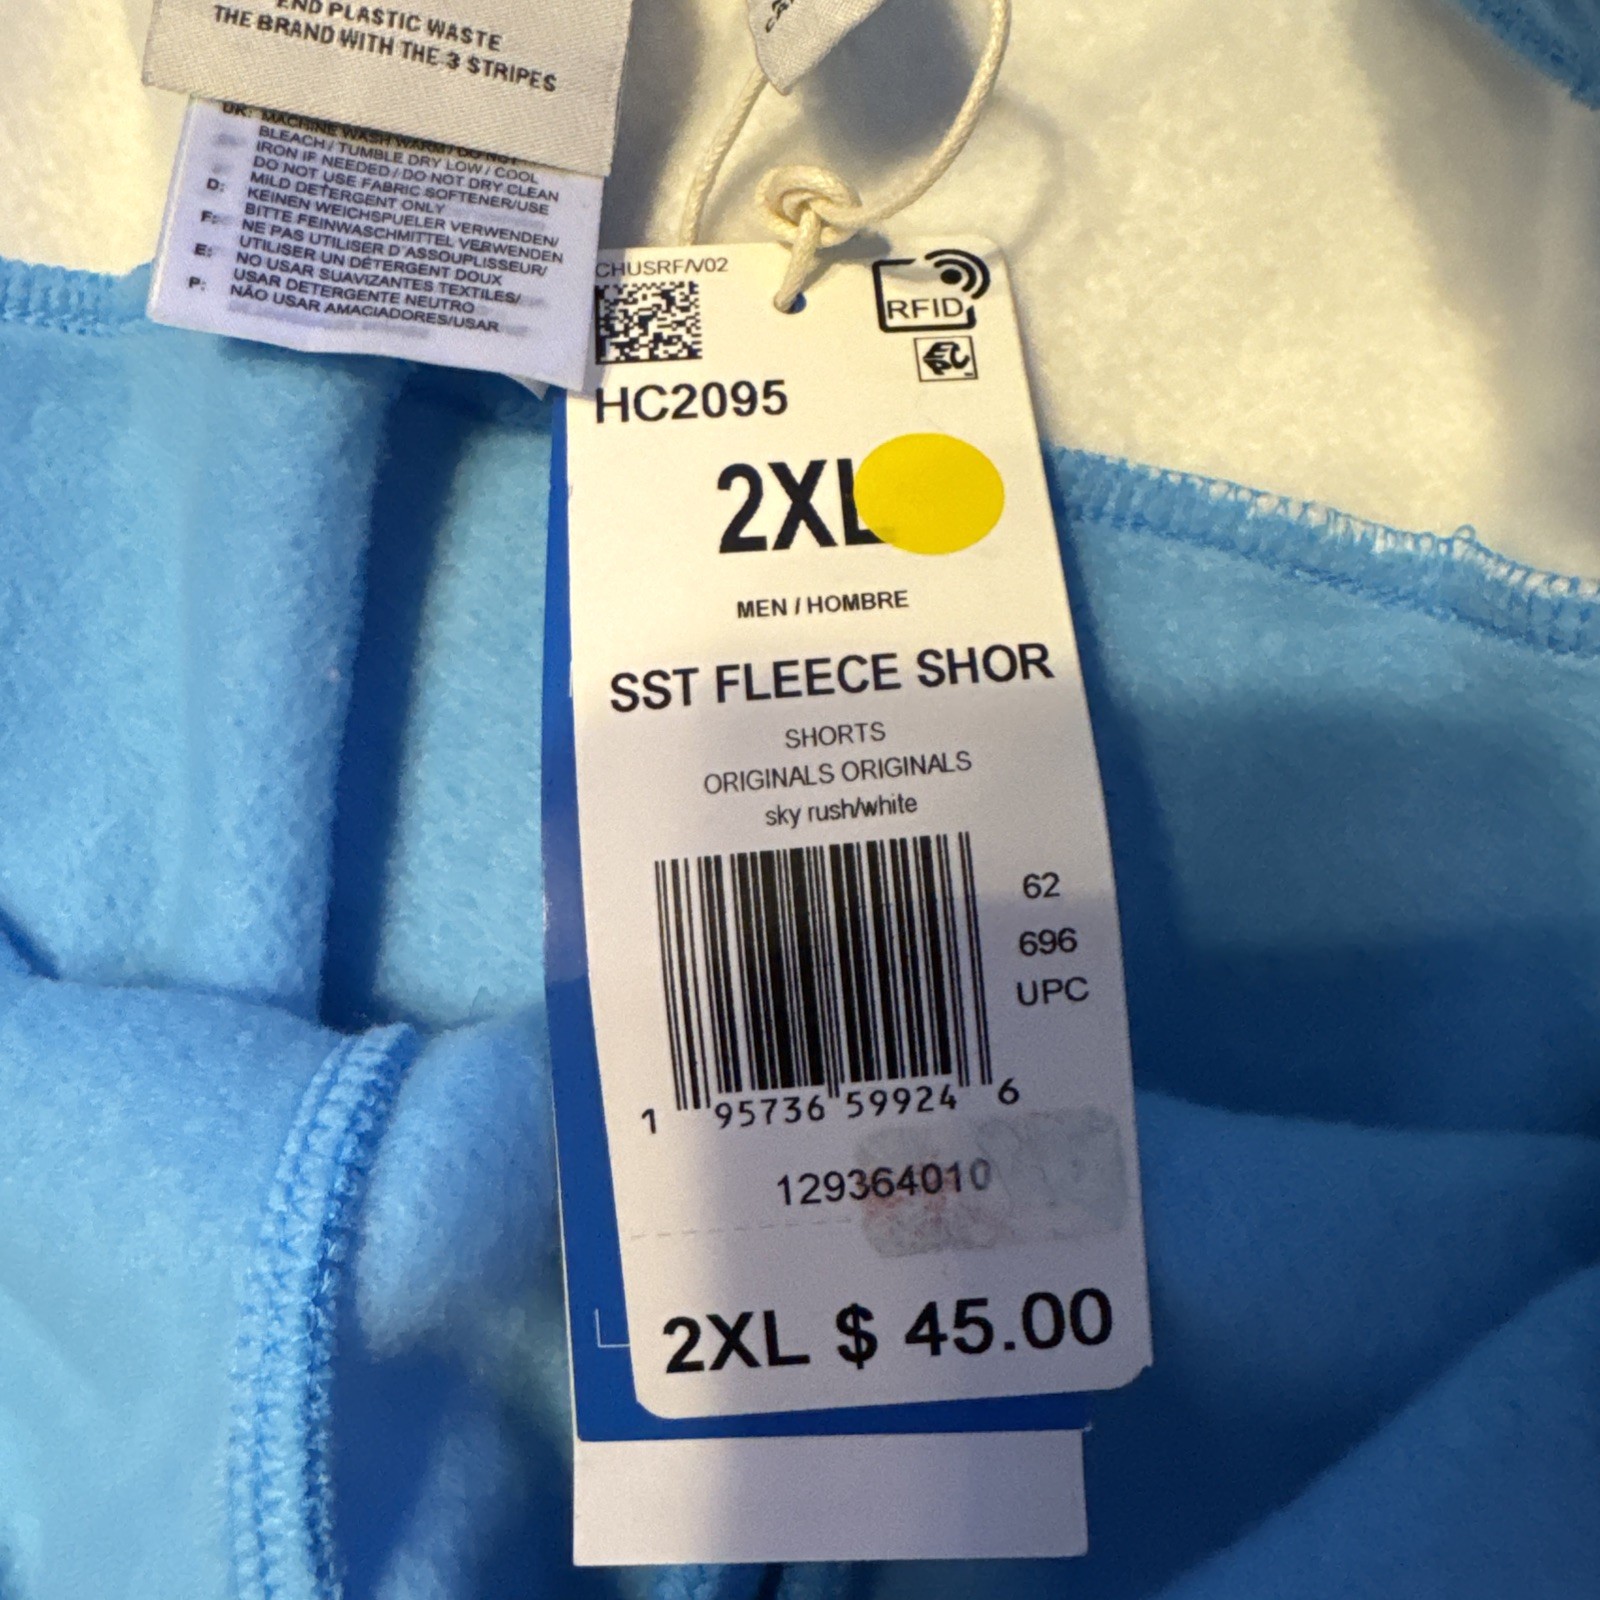 END PLASTIC WASTE
THE BRAND WITH THE 3 STRIPES
UK: MACHINE WASH WARM / DO NOT
BLEACH / TUMBLE DRY LOW / COOL
IRON IF NEEDED / DO NOT DRY CLEAN
DO NOT USE FABRIC SOFTENER/USE
MILD DETERGENT ONLY
D: KEINEN WEICHSPUELER VERWENDEN/
BITTE FEINWASCHMITTEL VERWENDEN
F: NE PAS UTILISER D'ASSOUPLISSEUR/
UTILISER UN DÉTERGENT DOUX
E: NO USAR SUAVIZANTES TEXTILES/
USAR DETERGENTE NEUTRO
P: NÃO USAR AMACIADORES/USAR
CHUSRF/V02
RFID
EPC
HC2095
2XL
MEN / HOMBRE
SST FLEECE SHOR
SHORTS
ORIGINALS ORIGINALS
sky rush/white
62
696
UPC
1 95736 59924 6
129364010
2XL $ 45.00